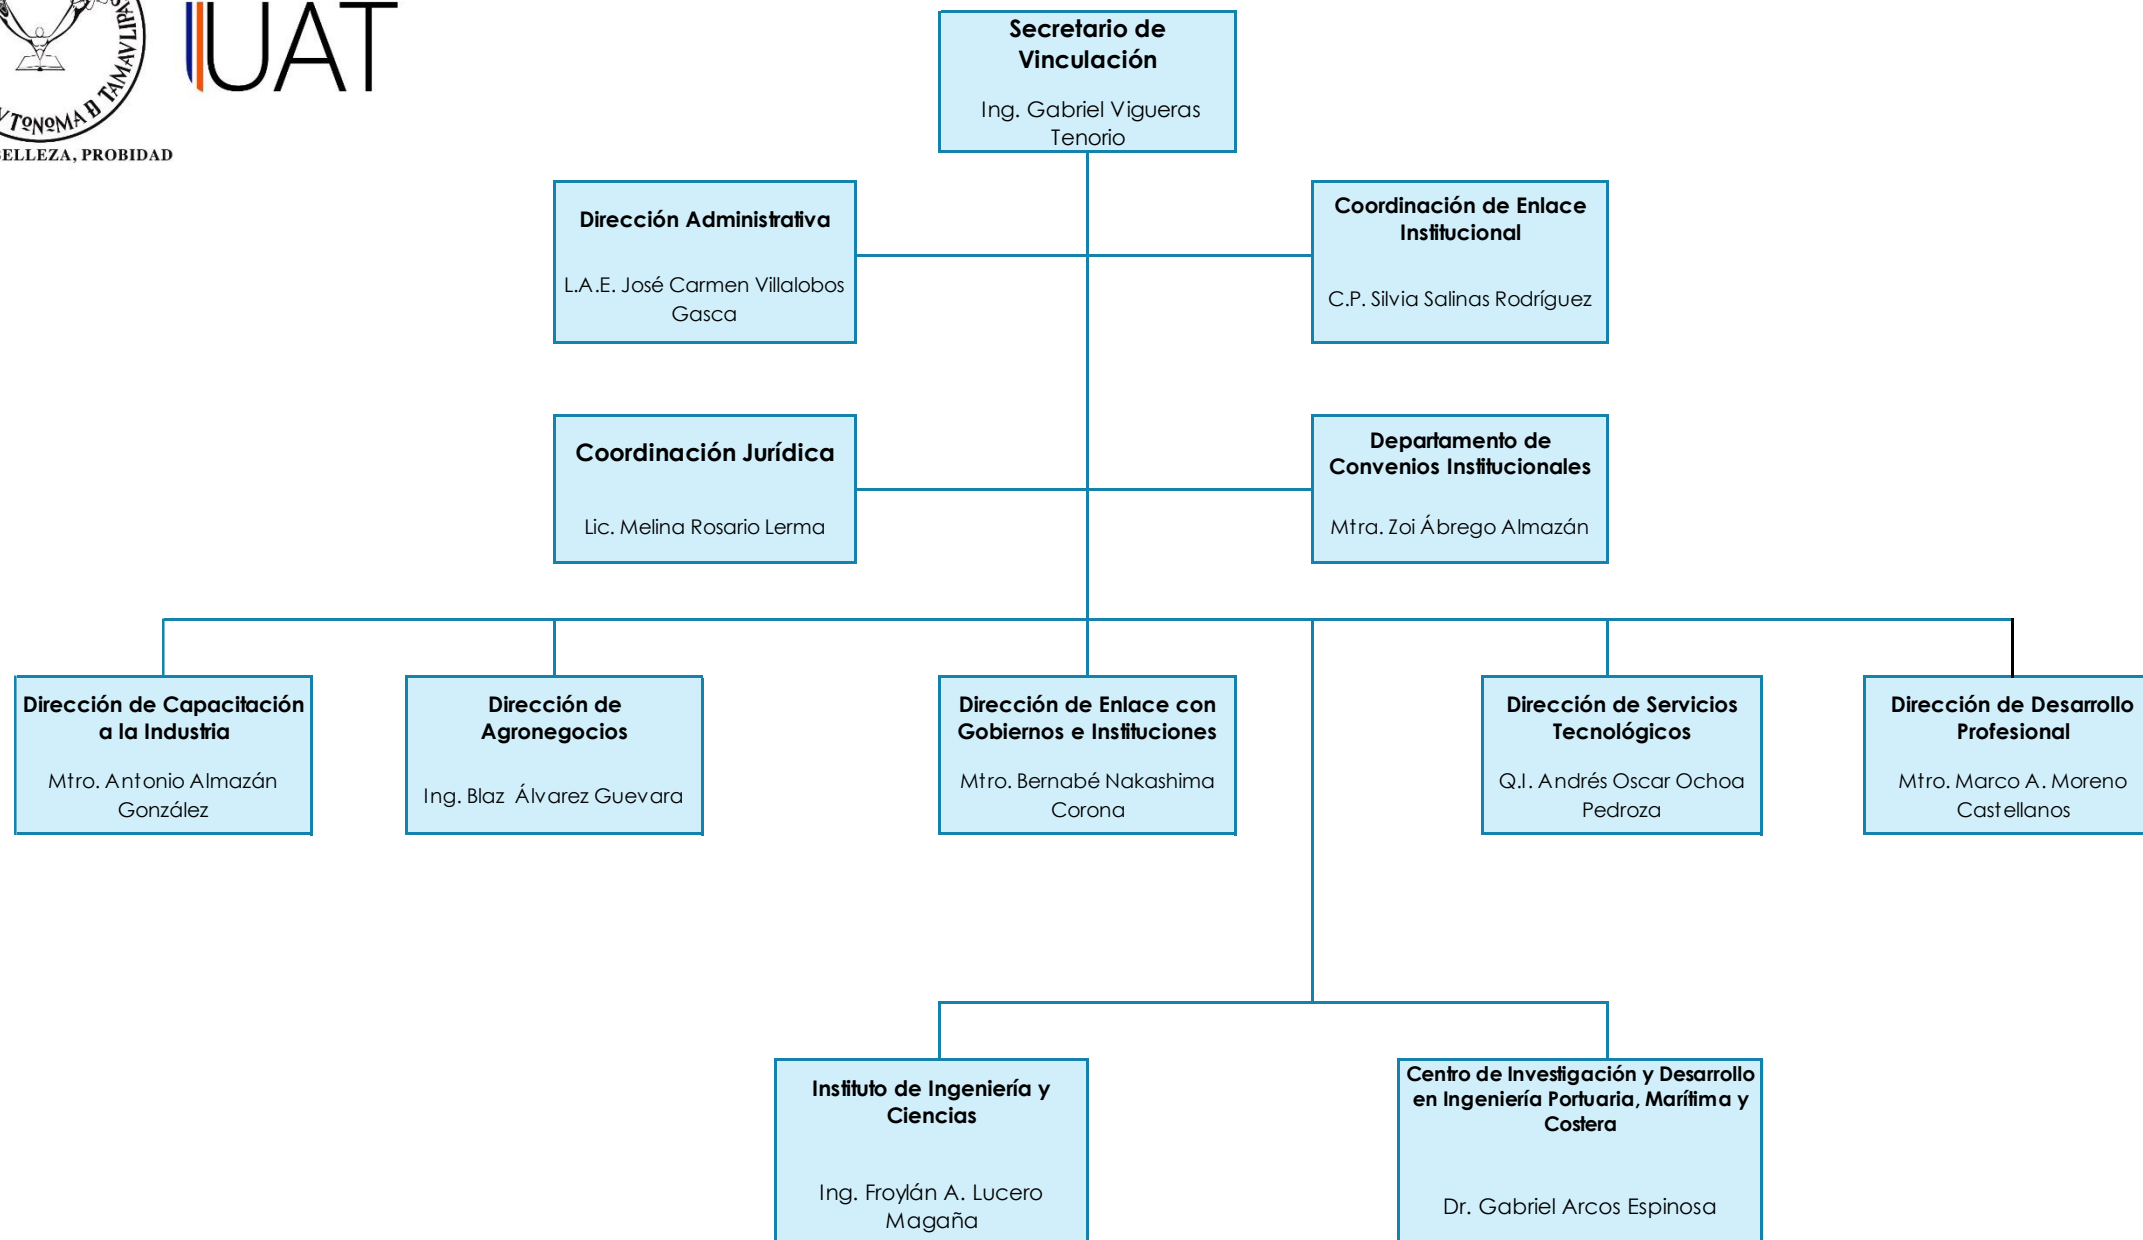 UAT
AUTONOMA D TAMAVLIPAS
BELLEZA, PROBIDAD
Secretario de
Vinculación
Ing. Gabriel Vigueras
Tenorio
Dirección Administrativa
L.A.E. José Carmen Villalobos
Gasca
Coordinación de Enlace
Institucional
C.P. Silvia Salinas Rodríguez
Coordinación Jurídica
Lic. Melina Rosario Lerma
Departamento de
Convenios Institucionales
Mtra. Zoi Ábrego Almazán
Dirección de Capacitación
a la Industria
Mtro. Antonio Almazán
González
Dirección de
Agronegocios
Ing. Blaz Álvarez Guevara
Dirección de Enlace con
Gobiernos e Instituciones
Mtro. Bernabé Nakashima
Corona
Dirección de Servicios
Tecnológicos
Q.I. Andrés Oscar Ochoa
Pedroza
Dirección de Desarrollo
Profesional
Mtro. Marco A. Moreno
Castellanos
Instituto de Ingeniería y
Ciencias
Ing. Froylán A. Lucero
Magaña
Centro de Investigación y Desarrollo
en Ingeniería Portuaria, Marítima y
Costera
Dr. Gabriel Arcos Espinosa